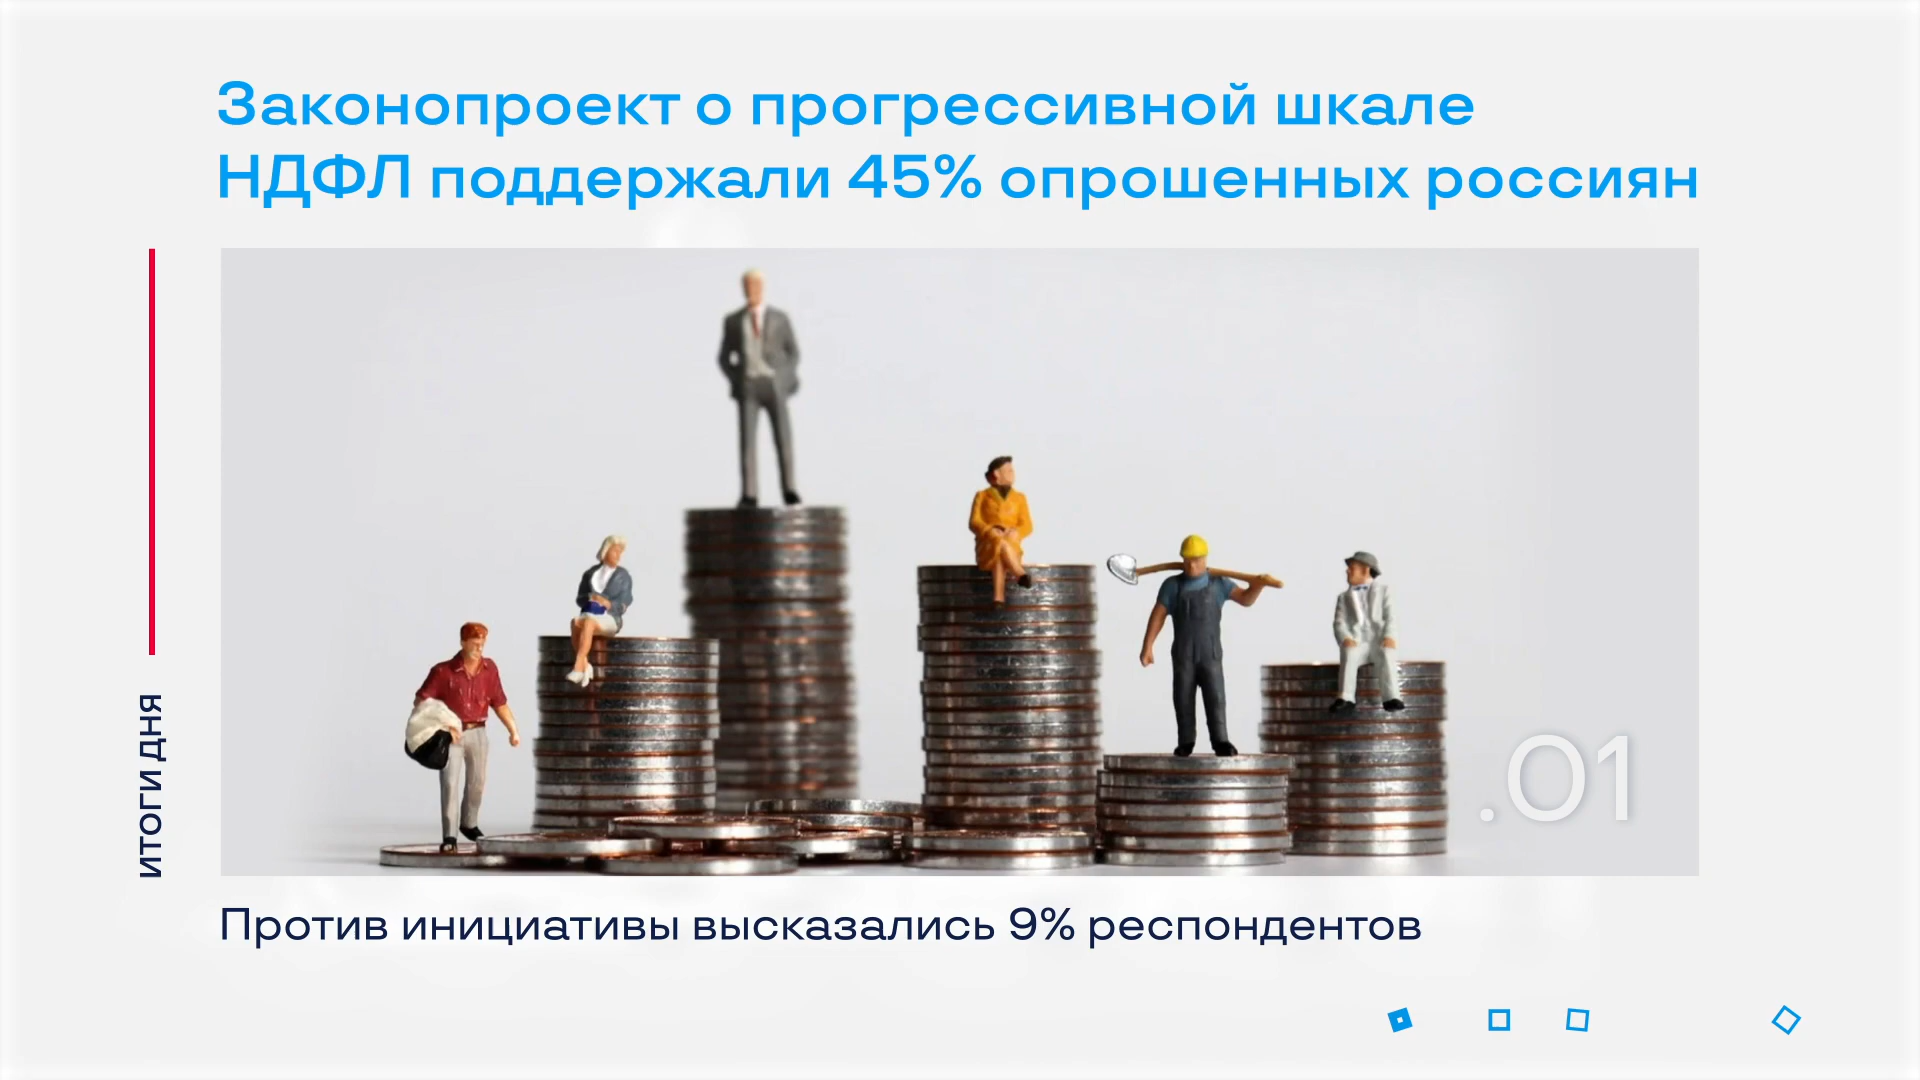 Законопроект о прогрессивной шкале
НДФЛ поддержали 45% опрошенных россиян
ИТОГИ ДНЯ
.01
Против инициативы высказались 9% респондентов